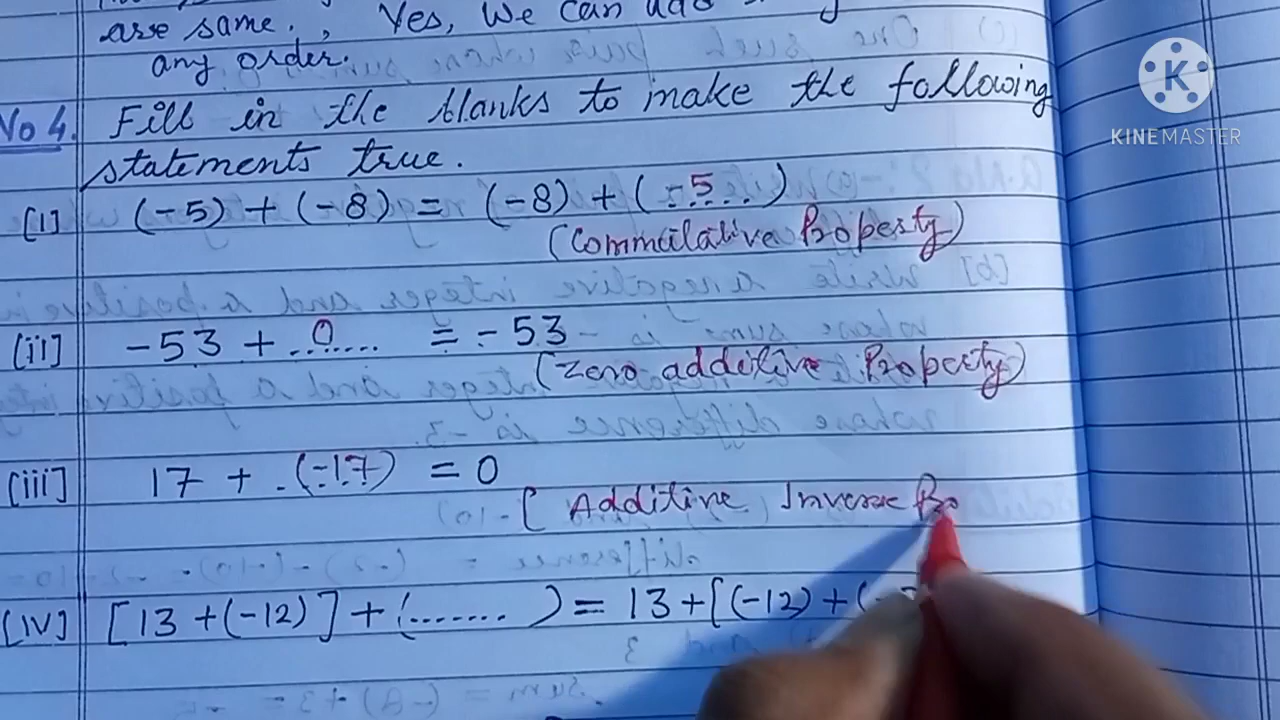 are same. , Yes, We can add
any order.
No 4. Fill in the blanks to make the following
statements true.
[i] (-5) + (-8) = (-8) + (-5....)
(Commulative Property)
[ii] -53 + ..0.... = -53
(Zero additive Property)
[iii] 17 + .(-17) = 0
[ Additive Inverse Pro
[iv] [13 + (-12)] + (.......) = 13 + [(-12) + (
KINEMASTER